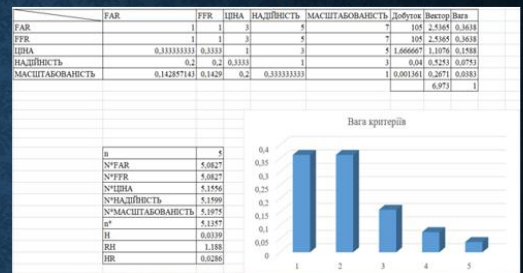 FAR FFR ЦІНА НАДІЙНІСТЬ МАСШТАБОВАНІСТЬ Добуток Вектор Вага
FAR 1 1 3 5 7 105 2,5365 0,3638
FFR 1 1 3 5 7 105 2,5365 0,3638
ЦІНА 0,333333333 0,3333 1 3 5 1,666667 1,1076 0,1588
НАДІЙНІСТЬ 0,2 0,2 0,3333 1 3 0,04 0,5253 0,0753
МАСШТАБОВАНІСТЬ 0,142857143 0,1429 0,2 0,333333333 1 0,001361 0,2671 0,0383
6,973 1
n 5
N*FAR 5,0827
N*FFR 5,0827
N*ЦІНА 5,1556
N*НАДІЙНІСТЬ 5,1599
N*МАСШТАБОВАНІСТЬ 5,1975
n* 5,1357
H 0,0339
RH 1,188
HR 0,0286
Вага критеріїв
0,4
0,35
0,3
0,25
0,2
0,15
0,1
0,05
0
1 2 3 4 5